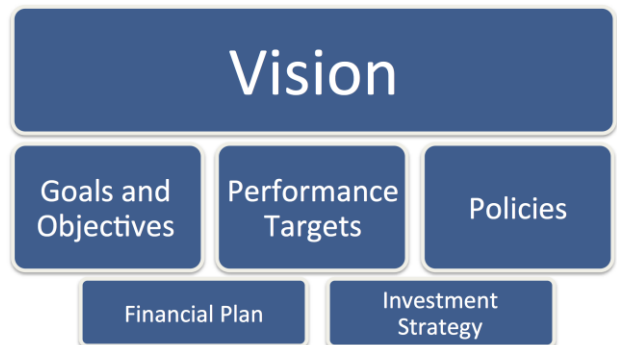 Vision
Goals and
Objectives
Performance
Targets
Policies
Financial Plan
Investment
Strategy